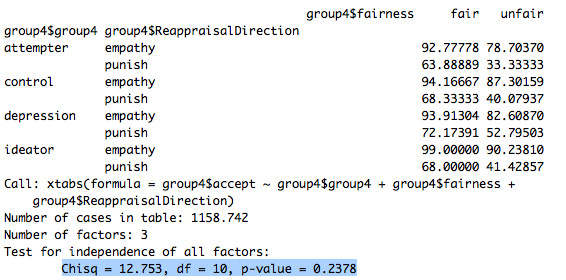 group4$fairness fair unfair
group4$group4 group4$ReappraisalDirection
attempter empathy 92.77778 78.70370
punish 63.88889 33.33333
control empathy 94.16667 87.30159
punish 68.33333 40.07937
depression empathy 93.91304 82.60870
punish 72.17391 52.79503
ideator empathy 99.00000 90.23810
punish 68.00000 41.42857
Call: xtabs(formula = group4$accept ~ group4$group4 + group4$fairness +
group4$ReappraisalDirection)
Number of cases in table: 1158.742
Number of factors: 3
Test for independence of all factors:
Chisq = 12.753, df = 10, p-value = 0.2378